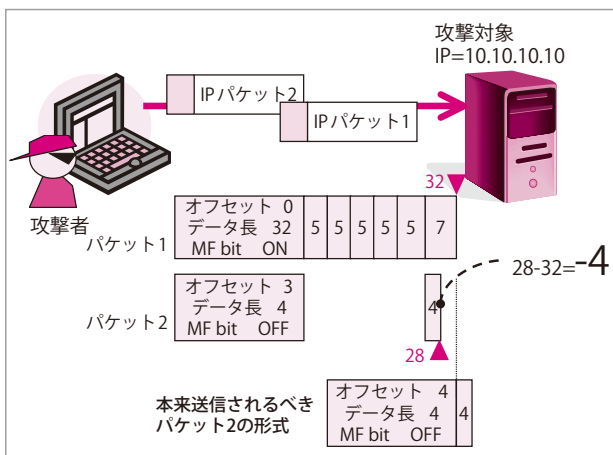 攻撃対象
IP=10.10.10.10
IPパケット2
IPパケット1
攻撃者
32
パケット1
オフセット 0
データ長 32
MF bit ON
5 5 5 5 5 7
28-32=-4
パケット2
オフセット 3
データ長 4
MF bit OFF
4
28
本来送信されるべき
パケット2の形式
オフセット 4
データ長 4
MF bit OFF
4